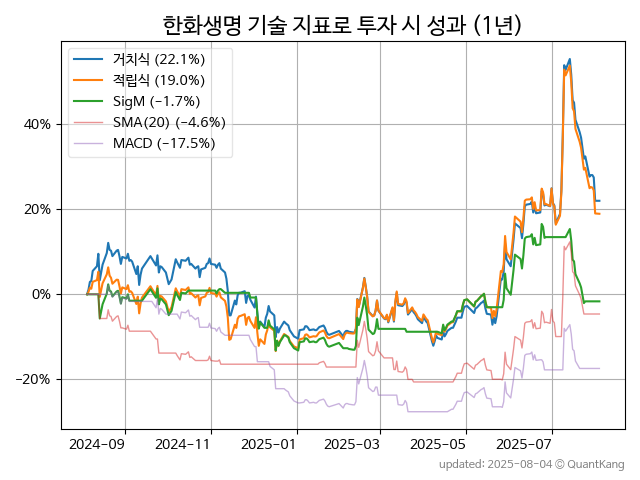 한화생명 기술 지표로 투자 시 성과 (1년)
거치식 (22.1%)
적립식 (19.0%)
SigM (−1.7%)
SMA(20) (−4.6%)
MACD (−17.5%)
40%
20%
0%
−20%
2024-09 2024-11 2025-01 2025-03 2025-05 2025-07
updated: 2025-08-04 © QuantKang